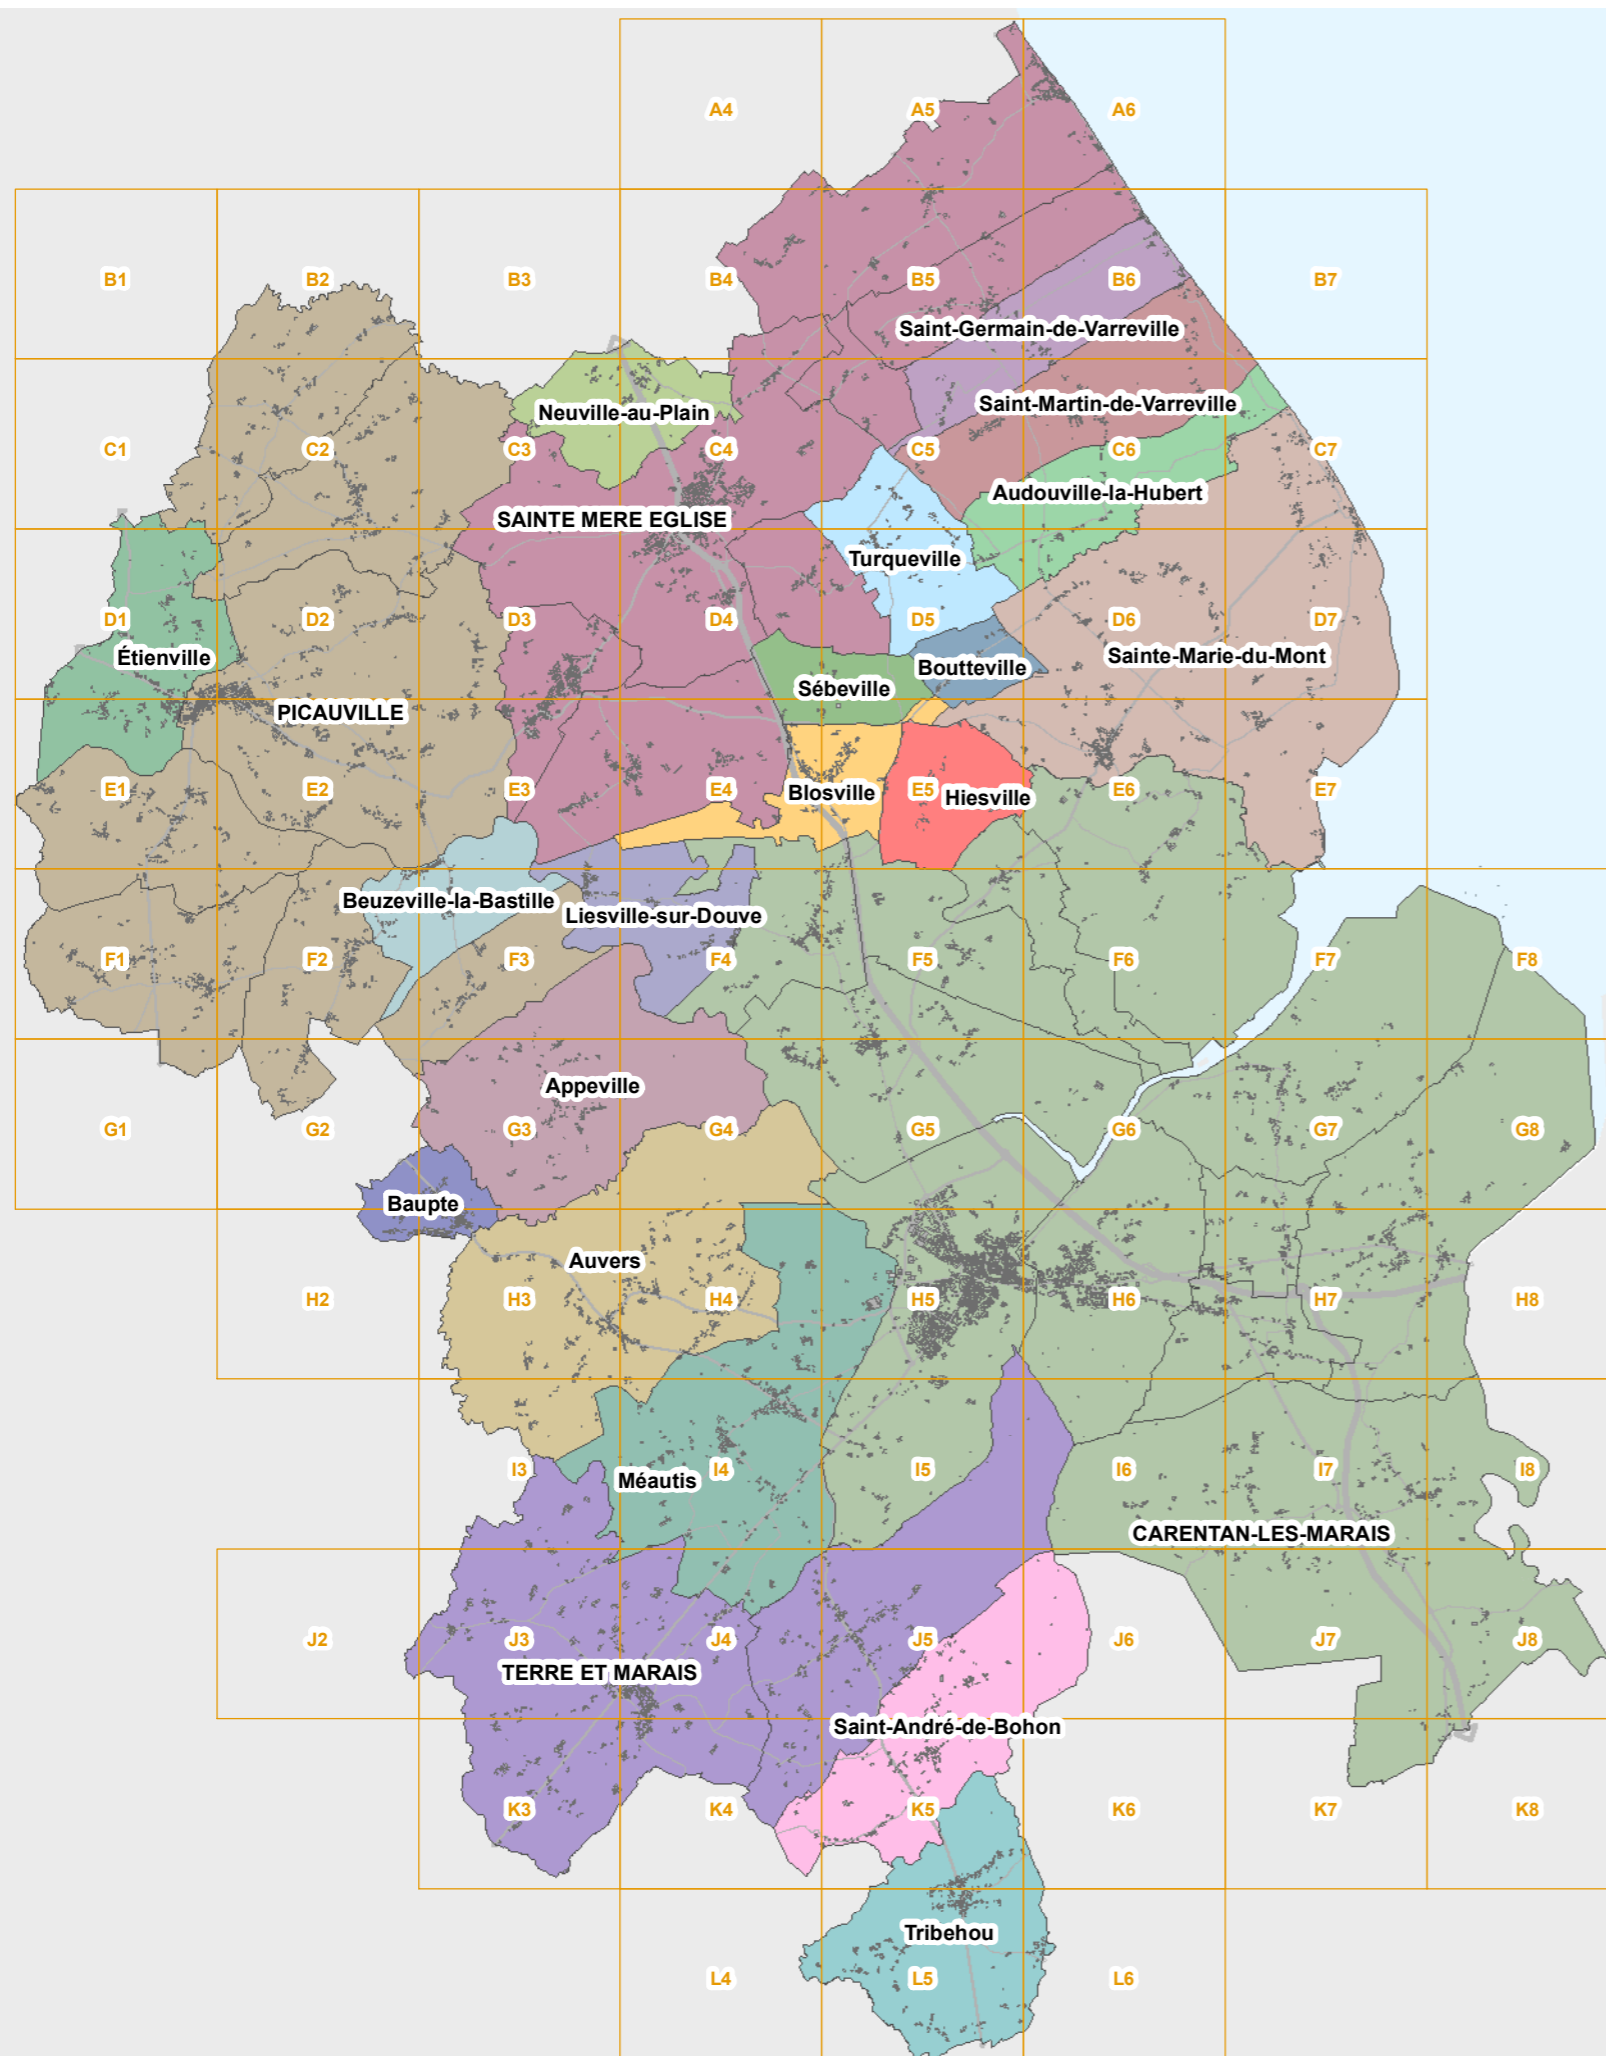 A4 A5 A6
B1 B2 B3 B4 B5 B6 B7
Saint-Germain-de-Varreville
Saint-Martin-de-Varreville
Neuville-au-Plain
C1 C2 C3 C4 C5 C6 C7
Audouville-la-Hubert
SAINTE MERE EGLISE
Turqueville
D1 D2 D3 D4 D5 D6 D7
Étienville
Sainte-Marie-du-Mont
Boutteville
Sébeville
PICAUVILLE
E1 E2 E3 E4 Blosville E5 E6 E7
Hiesville
Beuzeville-la-Bastille
Liesville-sur-Douve
F1 F2 F3 F4 F5 F6 F7 F8
Appeville
G1 G2 G3 G4 G5 G6 G7 G8
Baupte
Auvers
H2 H3 H4 H5 H6 H7 H8
I3 I4 I5 I6 I7 I8
Méautis
CARENTAN-LES-MARAIS
J2 J3 J4 J5 J6 J7 J8
TERRE ET MARAIS
Saint-André-de-Bohon
K3 K4 K5 K6 K7 K8
Tribehou
L4 L5 L6